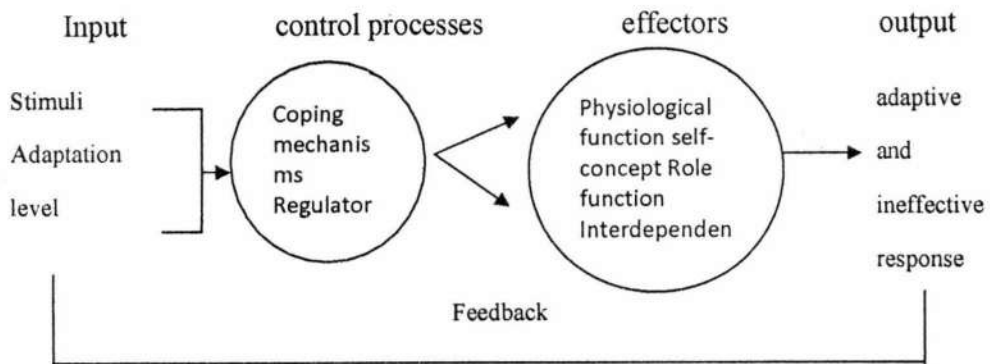 Input control processes effectors output
Stimuli
Adaptation
level
Coping
mechanis
ms
Regulator
Physiological
function self-
concept Role
function
Interdependen
adaptive
and
ineffective
response
Feedback